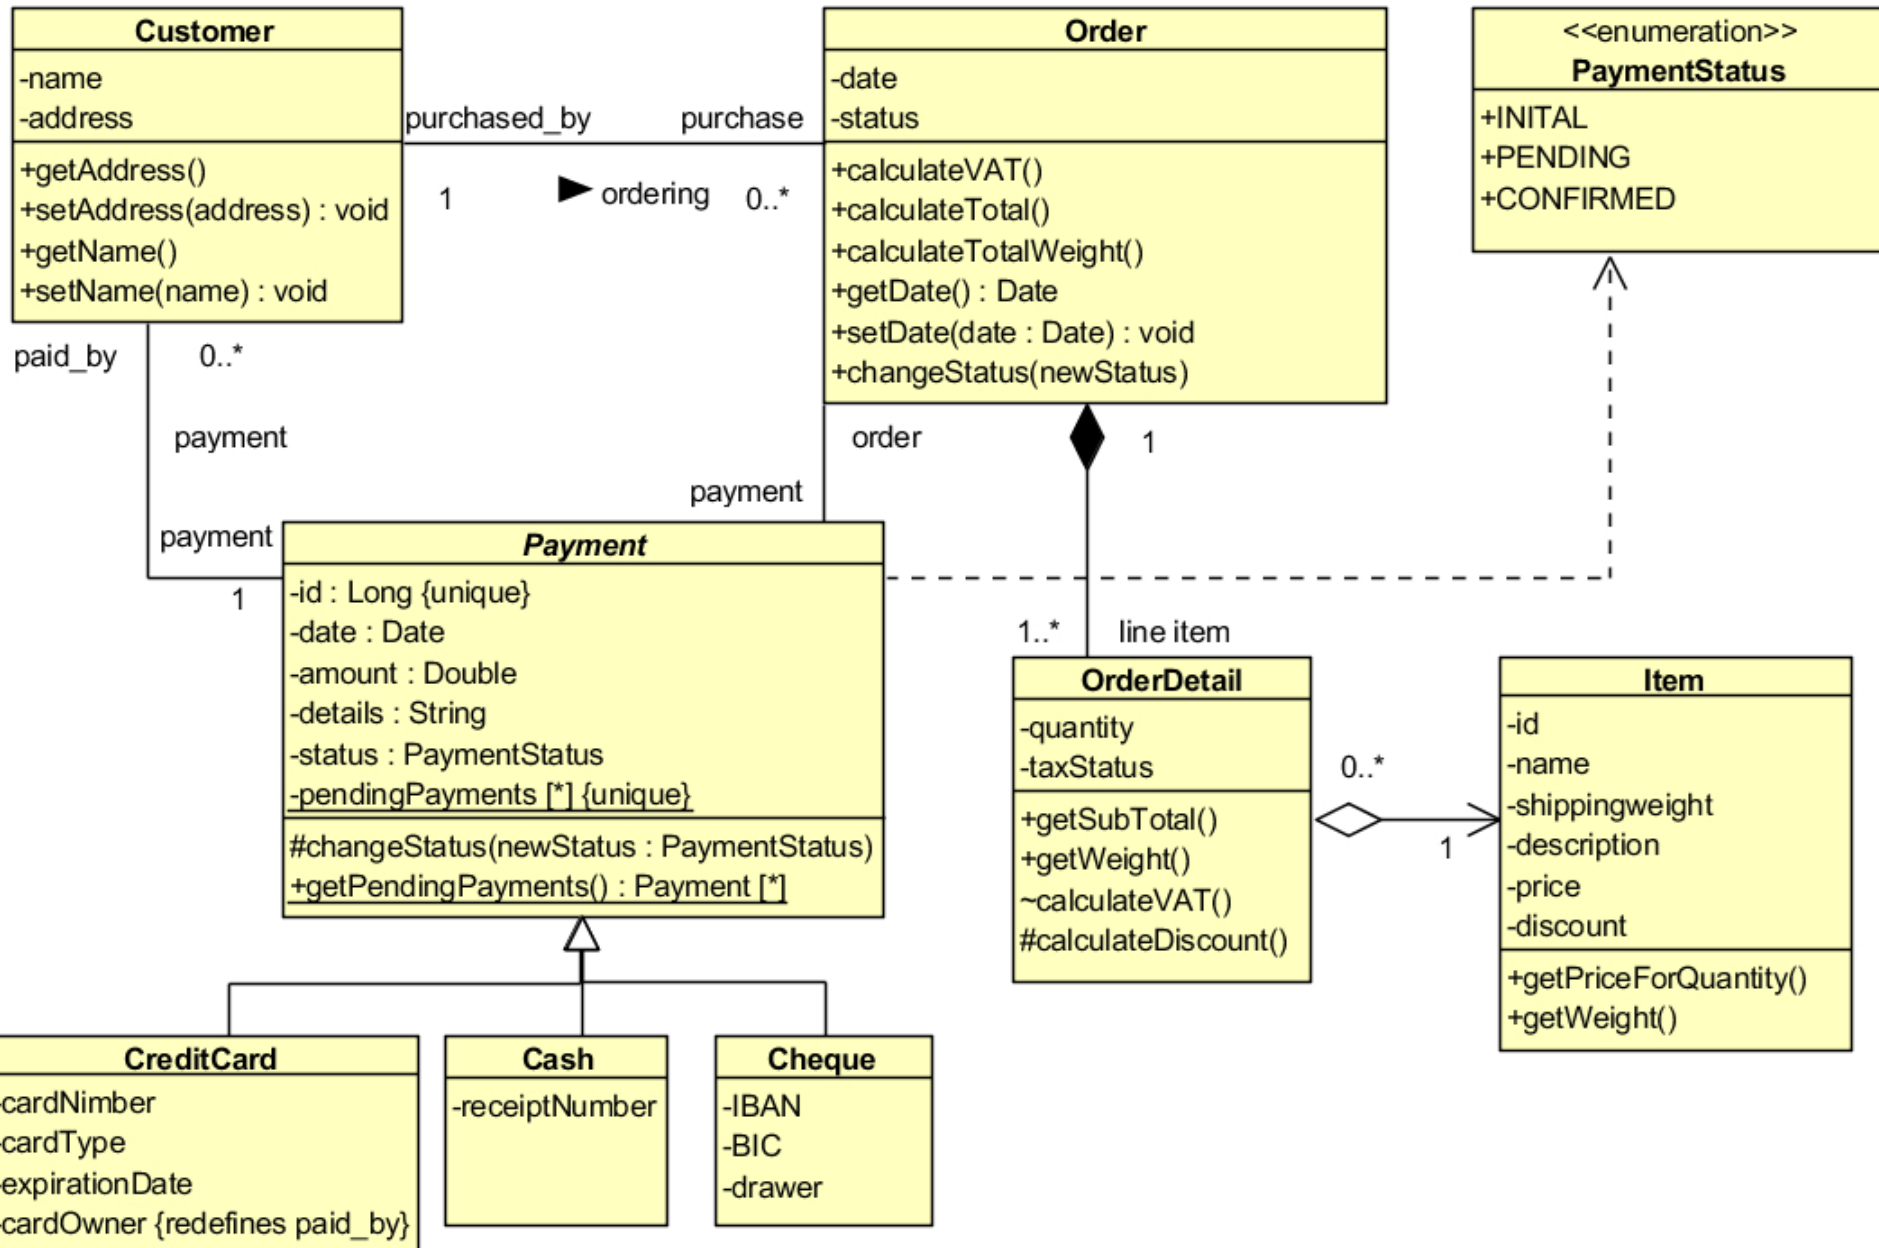 Customer
-name
-address
+getAddress()
+setAddress(address) : void
+getName()
+setName(name) : void
purchased_by
purchase
1
ordering
0..*
Order
-date
-status
+calculateVAT()
+calculateTotal()
+calculateTotalWeight()
+getDate() : Date
+setDate(date : Date) : void
+changeStatus(newStatus)
<<enumeration>>
PaymentStatus
+INITAL
+PENDING
+CONFIRMED
paid_by
0..*
payment
payment
1
order
payment
1
1..*
line item
Payment
-id : Long {unique}
-date : Date
-amount : Double
-details : String
-status : PaymentStatus
-pendingPayments [*] {unique}
#changeStatus(newStatus : PaymentStatus)
+getPendingPayments() : Payment [*]
OrderDetail
-quantity
-taxStatus
+getSubTotal()
+getWeight()
~calculateVAT()
#calculateDiscount()
0..*
1
Item
-id
-name
-shippingweight
-description
-price
-discount
+getPriceForQuantity()
+getWeight()
CreditCard
-cardNimber
-cardType
-expirationDate
-cardOwner {redefines paid_by}
Cash
-receiptNumber
Cheque
-IBAN
-BIC
-drawer